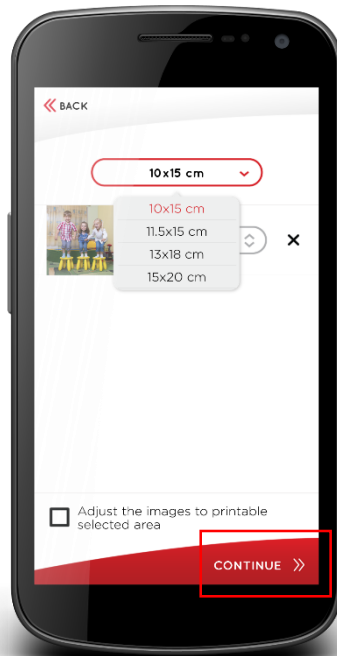 BACK
10x15 cm
10x15 cm
11.5x15 cm
13x18 cm
15x20 cm
Adjust the images to printable
selected area
CONTINUE